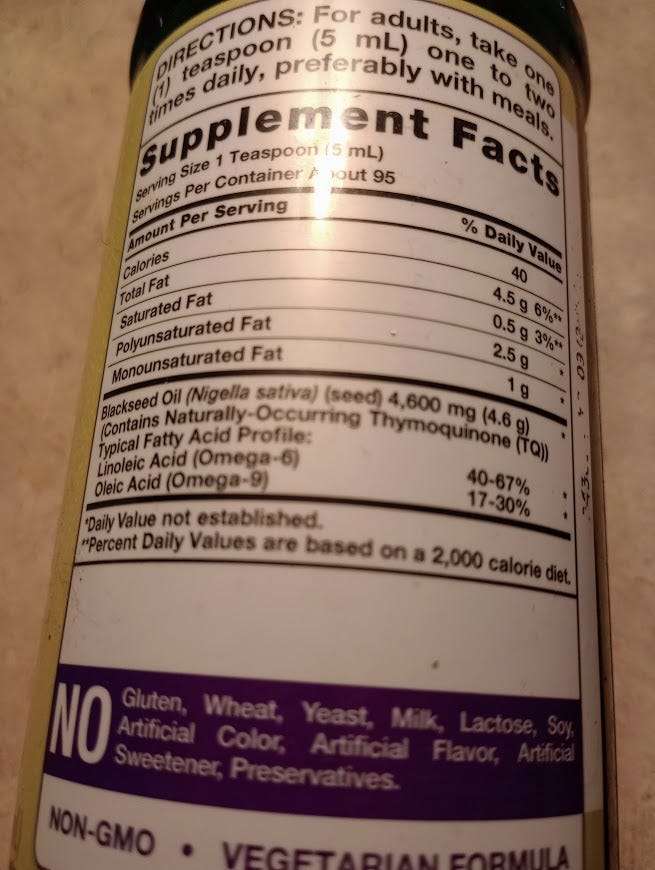 DIRECTIONS: For adults, take one
(1) teaspoon (5 mL) one to two
times daily, preferably with meals.
Supplement Facts
Serving Size 1 Teaspoon (5 mL)
Servings Per Container About 95
Amount Per Serving % Daily Value
Calories 40
Total Fat 4.5 g 6%**
Saturated Fat 0.5 g 3%**
Polyunsaturated Fat 2.5 g *
Monounsaturated Fat 1 g *
Blackseed Oil (Nigella sativa) (seed) 4,600 mg (4.6 g) *
(Contains Naturally-Occurring Thymoquinone (TQ))
Typical Fatty Acid Profile:
Linoleic Acid (Omega-6) 40-67% *
Oleic Acid (Omega-9) 17-30% *
*Daily Value not established.
**Percent Daily Values are based on a 2,000 calorie diet.
NO Gluten, Wheat, Yeast, Milk, Lactose, Soy,
Artificial Color, Artificial Flavor, Artificial
Sweetener, Preservatives.
NON-GMO • VEGETARIAN FORMULA